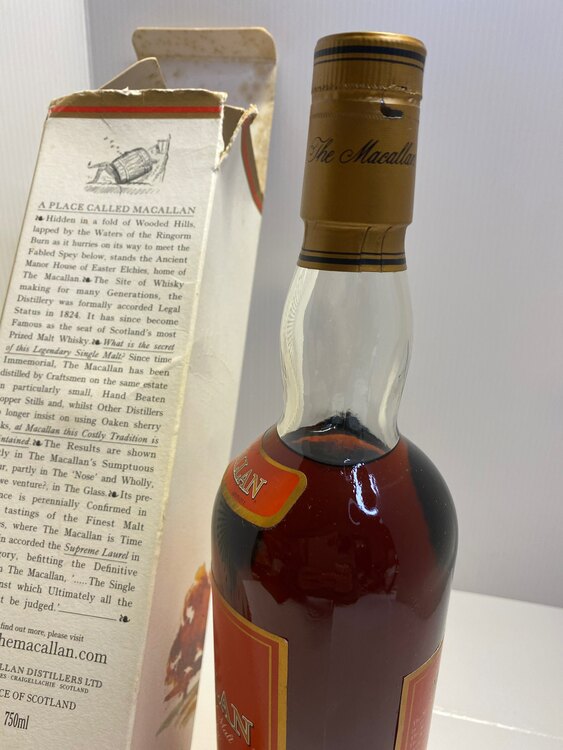 A PLACE CALLED MACALLAN
❧Hidden in a fold of Wooded Hills,
lapped by the Waters of the Ringorm
Burn as it hurries on its way to meet the
Fabled Spey below, stands the Ancient
Manor House of Easter Elchies, home of
The Macallan.❧The Site of Whisky
making for many Generations, the
Distillery was formally accorded Legal
Status in 1824. It has since become
Famous as the seat of Scotland's most
Prized Malt Whisky.❧What is the secret
of this Legendary Single Malt? Since time
Immemorial, The Macallan has been
distilled by Craftsmen on the same estate
particularly small, Hand Beaten
opper Stills and, whilst Other Distillers
longer insist on using Oaken sherry
ks, at Macallan this Costly Tradition is
ntained.❧The Results are shown
ly in The Macallan's Sumptuous
ur, partly in The 'Nose' and Wholly,
we venture?, in The Glass.❧Its pre-
nce is perennially Confirmed in
tastings of the Finest Malt
s, where The Macallan is Time
in accorded the Supreme Laurel in
gory, befitting the Definitive
n The Macallan, '.....The Single
nst which Ultimately all the
t be judged.'❧
find out more, please visit
hemacallan.com
ALLAN DISTILLERS LTD
CRAIGELLACHIE SCOTLAND
CE OF SCOTLAND
750ml
The Macallan
LLAN
AN
Malt